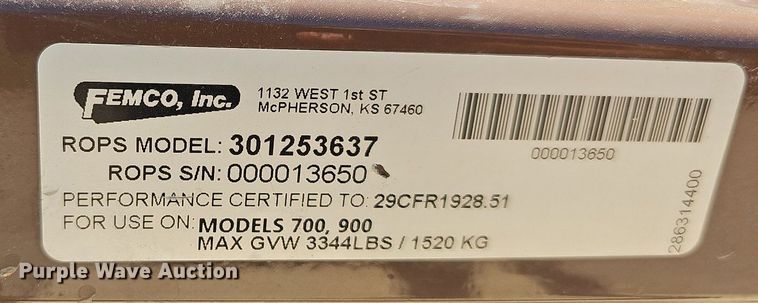 FEMCO, Inc.
1132 WEST 1st ST
McPHERSON, KS 67460
ROPS MODEL: 301253637
ROPS S/N: 000013650
000013650
PERFORMANCE CERTIFIED TO: 29CFR1928.51
FOR USE ON: MODELS 700, 900
MAX GVW 3344LBS / 1520 KG
286314400
Purple Wave Auction